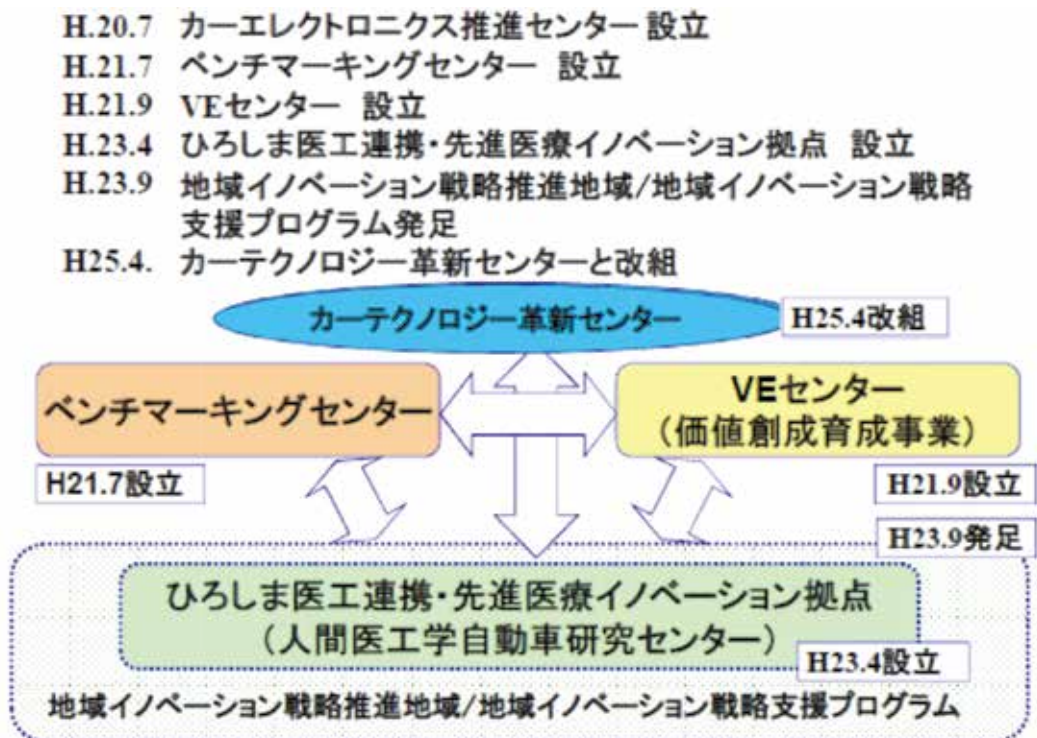 H.20.7 カーエレクトロニクス推進センター 設立
H.21.7 ベンチマーキングセンター 設立
H.21.9 VEセンター 設立
H.23.4 ひろしま医工連携・先進医療イノベーション拠点 設立
H.23.9 地域イノベーション戦略推進地域/地域イノベーション戦略
支援プログラム発足
H25.4. カーテクノロジー革新センターと改組
カーテクノロジー革新センター
H25.4改組
ベンチマーキングセンター
VEセンター
（価値創成育成事業）
H21.7設立
H21.9設立
H23.9発足
ひろしま医工連携・先進医療イノベーション拠点
（人間医工学自動車研究センター）
H23.4設立
地域イノベーション戦略推進地域/地域イノベーション戦略支援プログラム